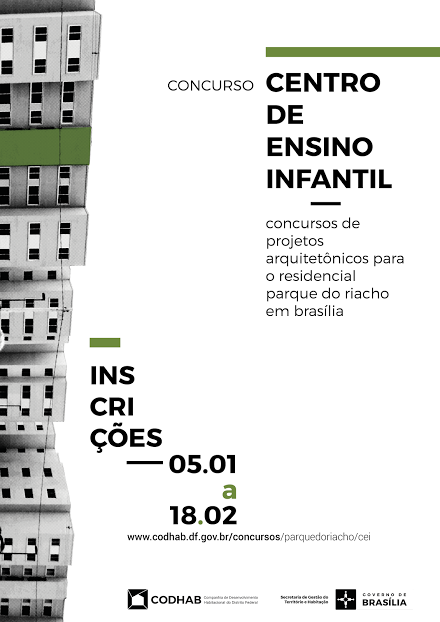 CONCURSO CENTRO
DE
ENSINO
INFANTIL
concursos de
projetos
arquitetônicos para
o residencial
parque do riacho
em brasília
INS
CRI
ÇÕES
05.01
a
18.02
www.codhab.df.gov.br/concursos/parquedoriacho/cei
CODHAB
Companhia de Desenvolvimento
Habitacional do Distrito Federal
Secretaria de Gestão do
Território e Habitação
GOVERNO DE
BRASÍLIA